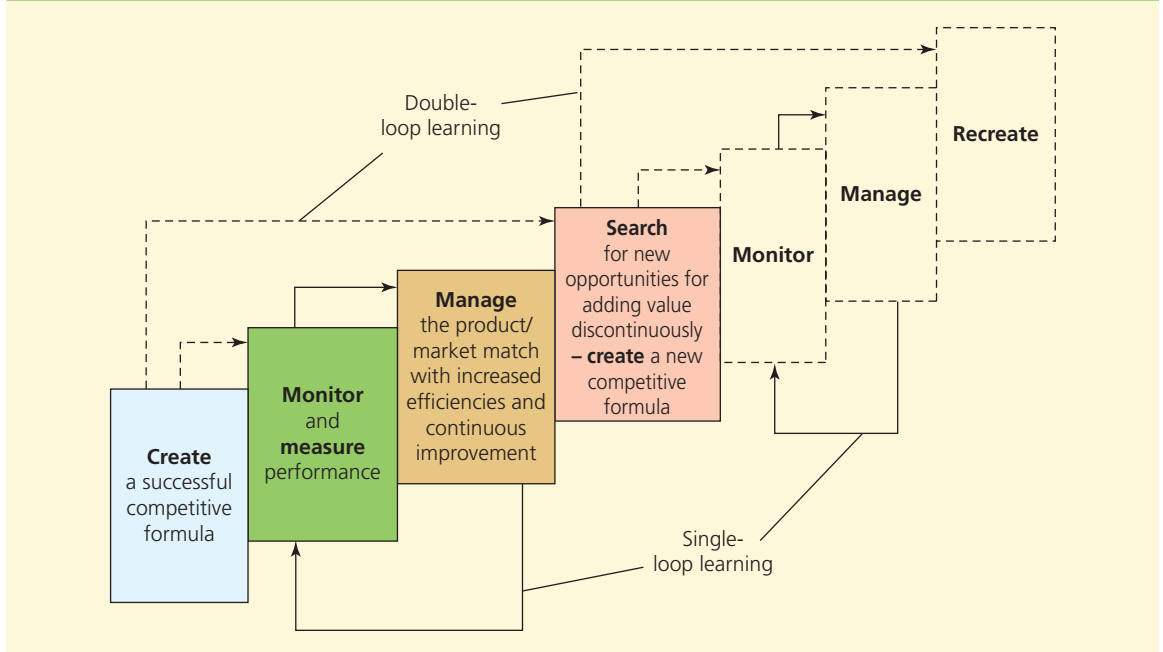 Double-
loop learning
Recreate
Manage
Search
for new
opportunities for
adding value
discontinuously
– create a new
competitive
formula
Monitor
Manage
the product/
market match
with increased
efficiencies and
continuous
improvement
Monitor
and
measure
performance
Create
a successful
competitive
formula
Single-
loop learning